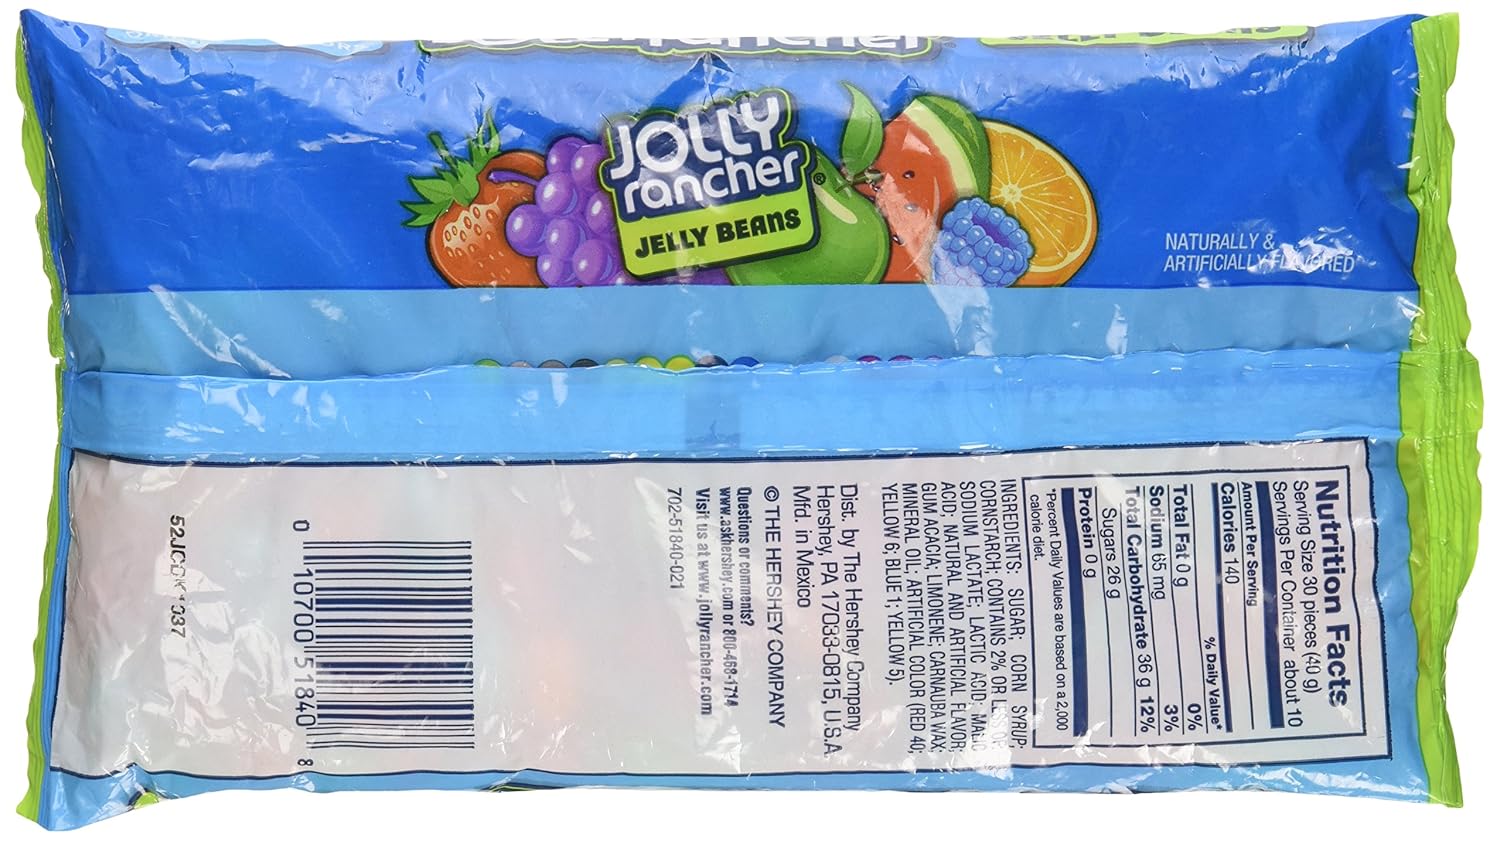 JOLLY
rancher®
JELLY BEANS
NATURALLY &
ARTIFICIALLY FLAVORED
Nutrition Facts
Serving Size 30 pieces (40 g)
Servings Per Container about 10
Amount Per Serving
Calories 140
% Daily Value*
Total Fat 0 g 0%
Sodium 65 mg 3%
Total Carbohydrate 36 g 12%
Sugars 26 g
Protein 0 g
*Percent Daily Values are based on a 2,000
calorie diet.
INGREDIENTS: SUGAR; CORN SYRUP;
CORNSTARCH; CONTAINS 2% OR LESS OF:
SODIUM LACTATE; LACTIC ACID; MALIC
ACID; NATURAL AND ARTIFICIAL FLAVOR;
GUM ACACIA; LIMONENE; CARNAUBA WAX;
MINERAL OIL; ARTIFICIAL COLOR (RED 40;
YELLOW 6; BLUE 1; YELLOW 5).
Dist. by The Hershey Company
Hershey, PA 17033-0815, U.S.A.
Mfd. in Mexico
© THE HERSHEY COMPANY
Questions or comments?
www.askhershey.com or 800-468-1714
Visit us at www.jollyrancher.com
702-51840-021
0 10700 51840 8